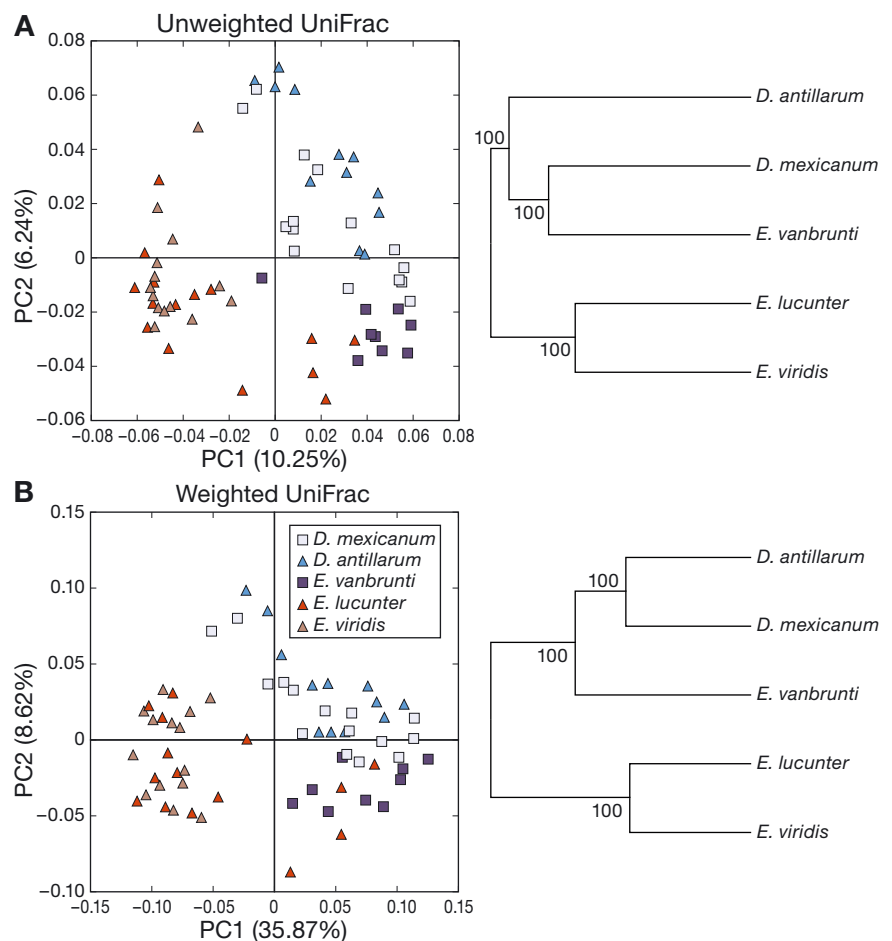 A
Unweighted UniFrac
0.08
0.06
0.04
0.02
0
−0.02
−0.04
−0.06
PC2 (6.24%)
−0.08 −0.06 −0.04 −0.02 0 0.02 0.04 0.06 0.08
PC1 (10.25%)
100
100
100
D. antillarum
D. mexicanum
E. vanbrunti
E. lucunter
E. viridis
B
Weighted UniFrac
0.15
0.10
0.05
0
−0.05
−0.10
PC2 (8.62%)
D. mexicanum
D. antillarum
E. vanbrunti
E. lucunter
E. viridis
−0.15 −0.10 −0.05 0 0.05 0.10 0.15
PC1 (35.87%)
100
100
100
D. antillarum
D. mexicanum
E. vanbrunti
E. lucunter
E. viridis